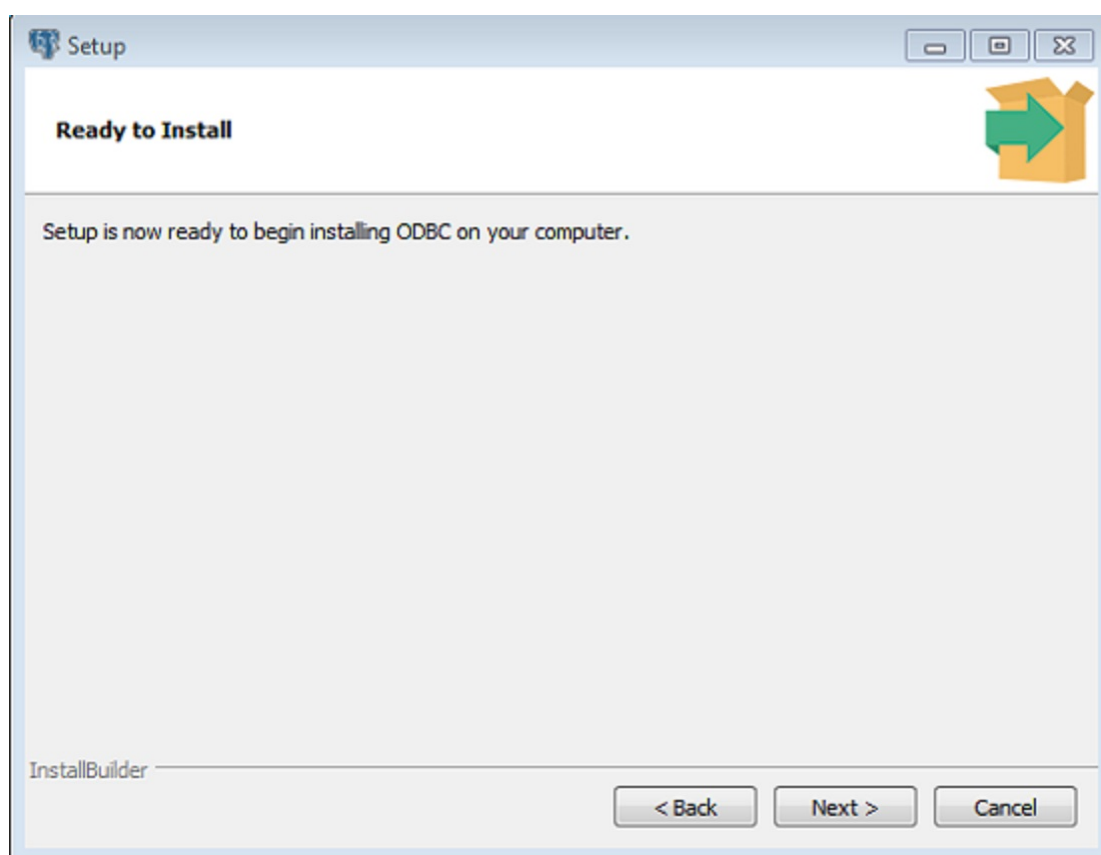 Setup
Ready to Install
Setup is now ready to begin installing ODBC on your computer.
InstallBuilder
< Back Next > Cancel